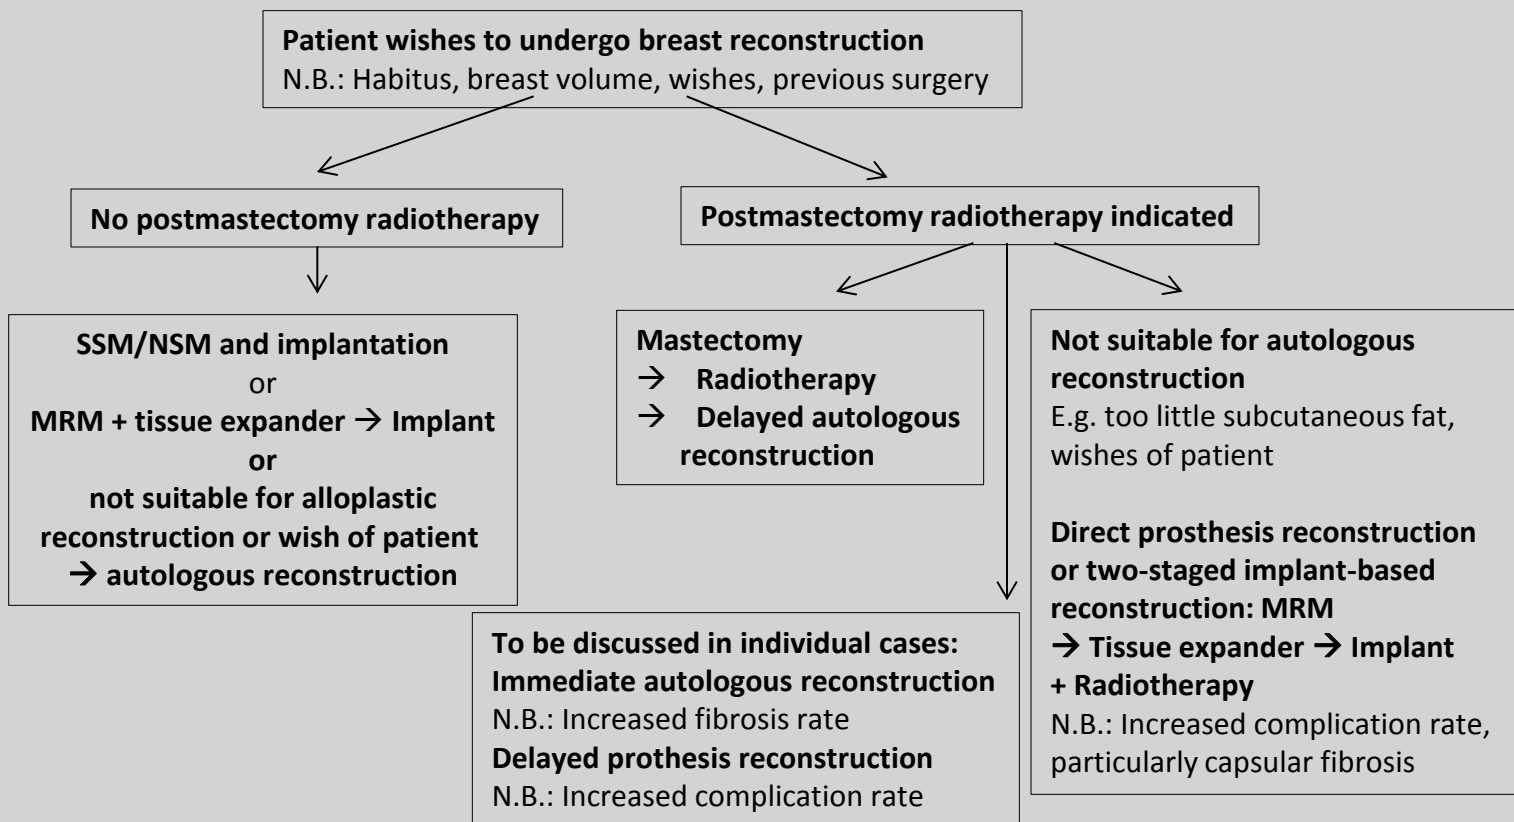 Patient wishes to undergo breast reconstruction
N.B.: Habitus, breast volume, wishes, previous surgery
No postmastectomy radiotherapy
Postmastectomy radiotherapy indicated
SSM/NSM and implantation
or
MRM + tissue expander → Implant
or
not suitable for alloplastic
reconstruction or wish of patient
→ autologous reconstruction
Mastectomy
→ Radiotherapy
→ Delayed autologous
reconstruction
Not suitable for autologous
reconstruction
E.g. too little subcutaneous fat,
wishes of patient
Direct prosthesis reconstruction
or two-staged implant-based
reconstruction: MRM
→ Tissue expander → Implant
+ Radiotherapy
N.B.: Increased complication rate,
particularly capsular fibrosis
To be discussed in individual cases:
Immediate autologous reconstruction
N.B.: Increased fibrosis rate
Delayed prothesis reconstruction
N.B.: Increased complication rate